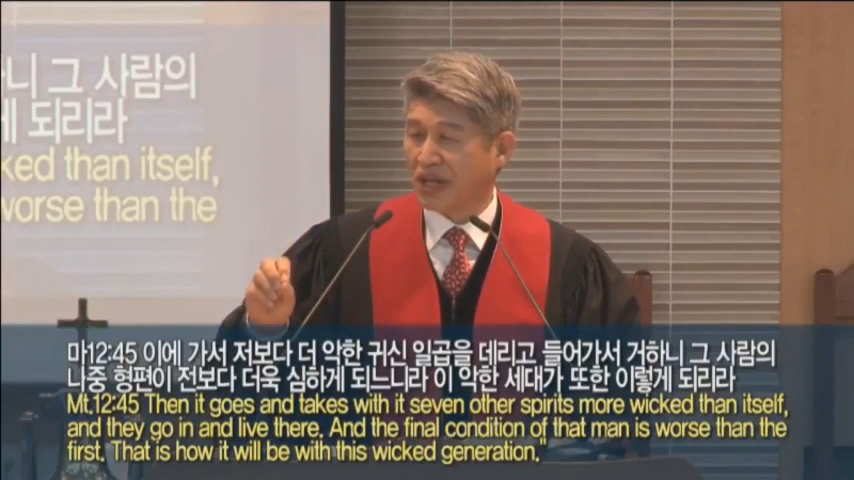 니 그 사람의
게 되리라
ked than itself,
worse than the
마12:45 이에 가서 저보다 더 악한 귀신 일곱을 데리고 들어가서 거하니 그 사람의
나중 형편이 전보다 더욱 심하게 되느니라 이 악한 세대가 또한 이렇게 되리라
Mt.12:45 Then it goes and takes with it seven other spirits more wicked than itself,
and they go in and live there. And the final condition of that man is worse than the
first. That is how it will be with this wicked generation."